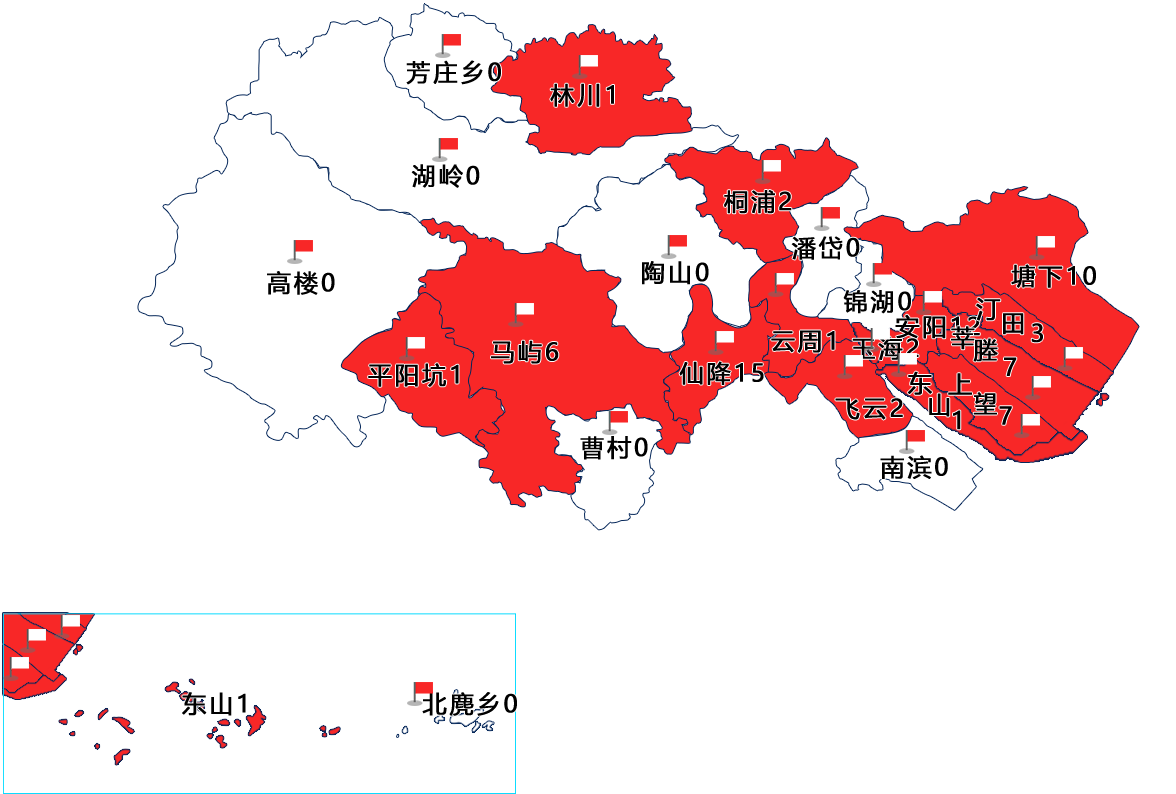 芳庄乡0
林川1
湖岭0
桐浦2
潘岱0
高楼0
陶山0
塘下10
锦湖0
汀田3
安阳12
莘塍7
云周1
玉海2
马屿6
平阳坑1
仙降15
东山1
上望7
飞云2
曹村0
南滨0
东山1
北麂乡0